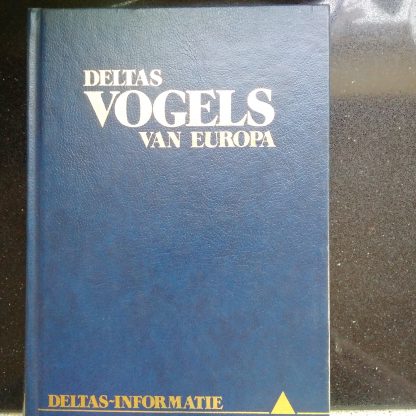 DELTAS
VOGELS
VAN EUROPA
DELTAS~INFORMATIE